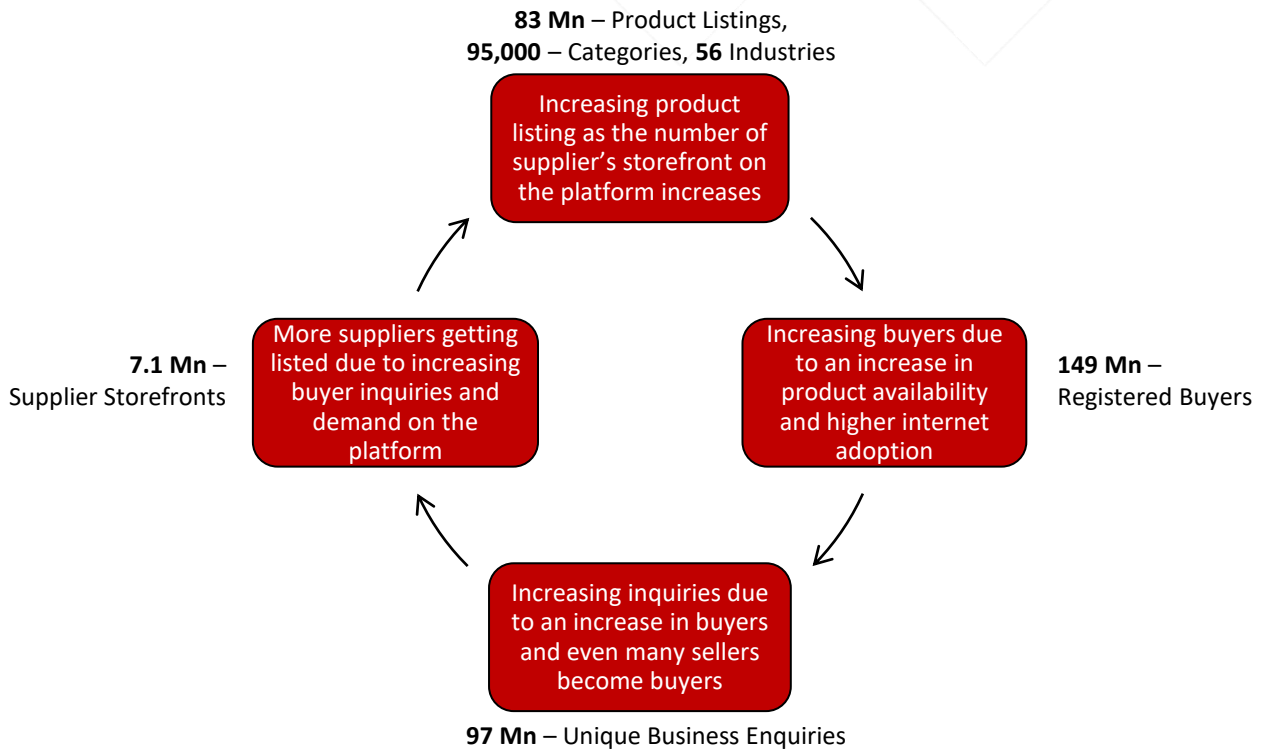 83 Mn – Product Listings,
95,000 – Categories, 56 Industries
Increasing product
listing as the number of
supplier’s storefront on
the platform increases
More suppliers getting
listed due to increasing
buyer inquiries and
demand on the
platform
7.1 Mn –
Supplier Storefronts
Increasing buyers due
to an increase in
product availability
and higher internet
adoption
149 Mn –
Registered Buyers
Increasing inquiries due
to an increase in buyers
and even many sellers
become buyers
97 Mn – Unique Business Enquiries